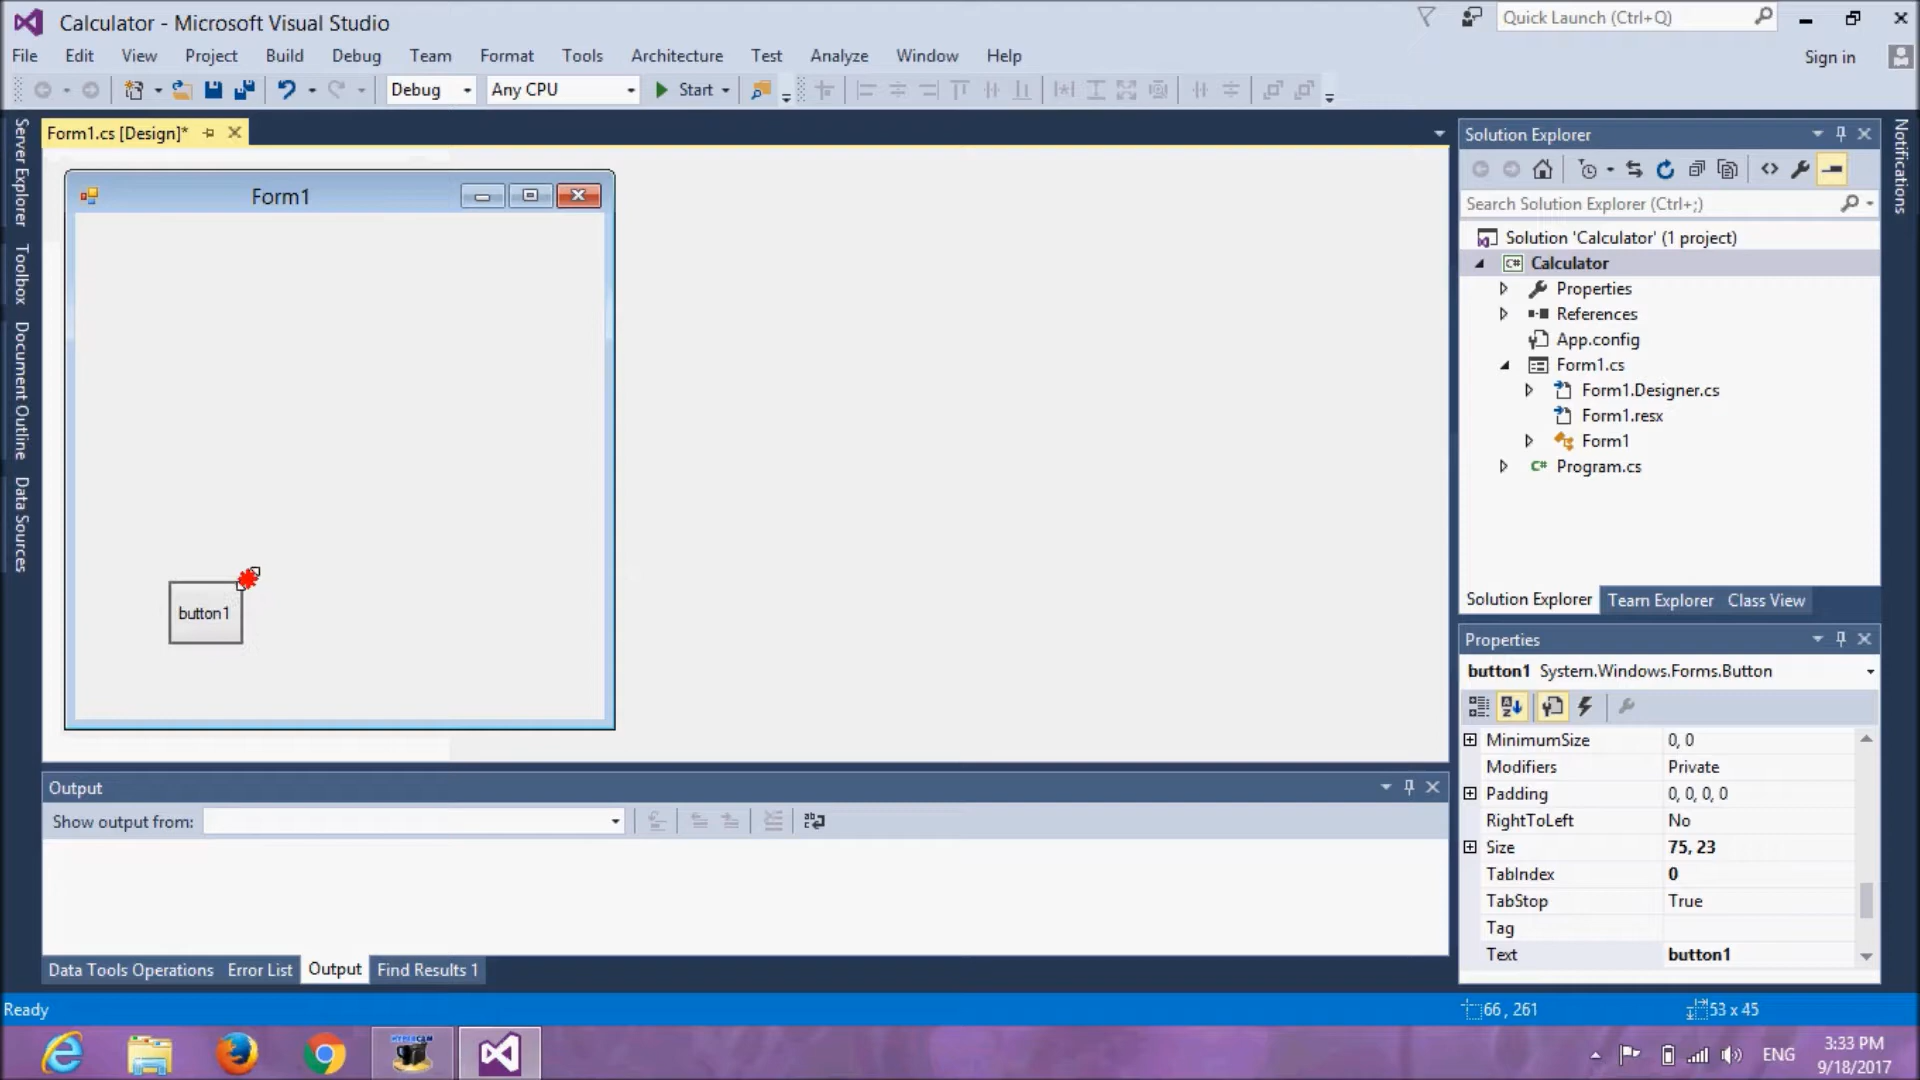 Calculator - Microsoft Visual Studio
Quick Launch (Ctrl+Q)
File Edit View Project Build Debug Team Format Tools Architecture Test Analyze Window Help
Sign in
Debug Any CPU Start
Server Explorer
Toolbox
Document Outline
Data Sources
Form1.cs [Design]*
Form1
button1
Solution Explorer
Search Solution Explorer (Ctrl+;)
Solution 'Calculator' (1 project)
C# Calculator
Properties
References
App.config
Form1.cs
Form1.Designer.cs
Form1.resx
Form1
C# Program.cs
Solution Explorer Team Explorer Class View
Notifications
Properties
button1 System.Windows.Forms.Button
MinimumSize 0, 0
Modifiers Private
Padding 0, 0, 0, 0
RightToLeft No
Size 75, 23
TabIndex 0
TabStop True
Tag
Text button1
Output
Show output from:
Data Tools Operations Error List Output Find Results 1
Ready
66 , 261
53 x 45
HYPERCAM
ENG
3:33 PM
9/18/2017